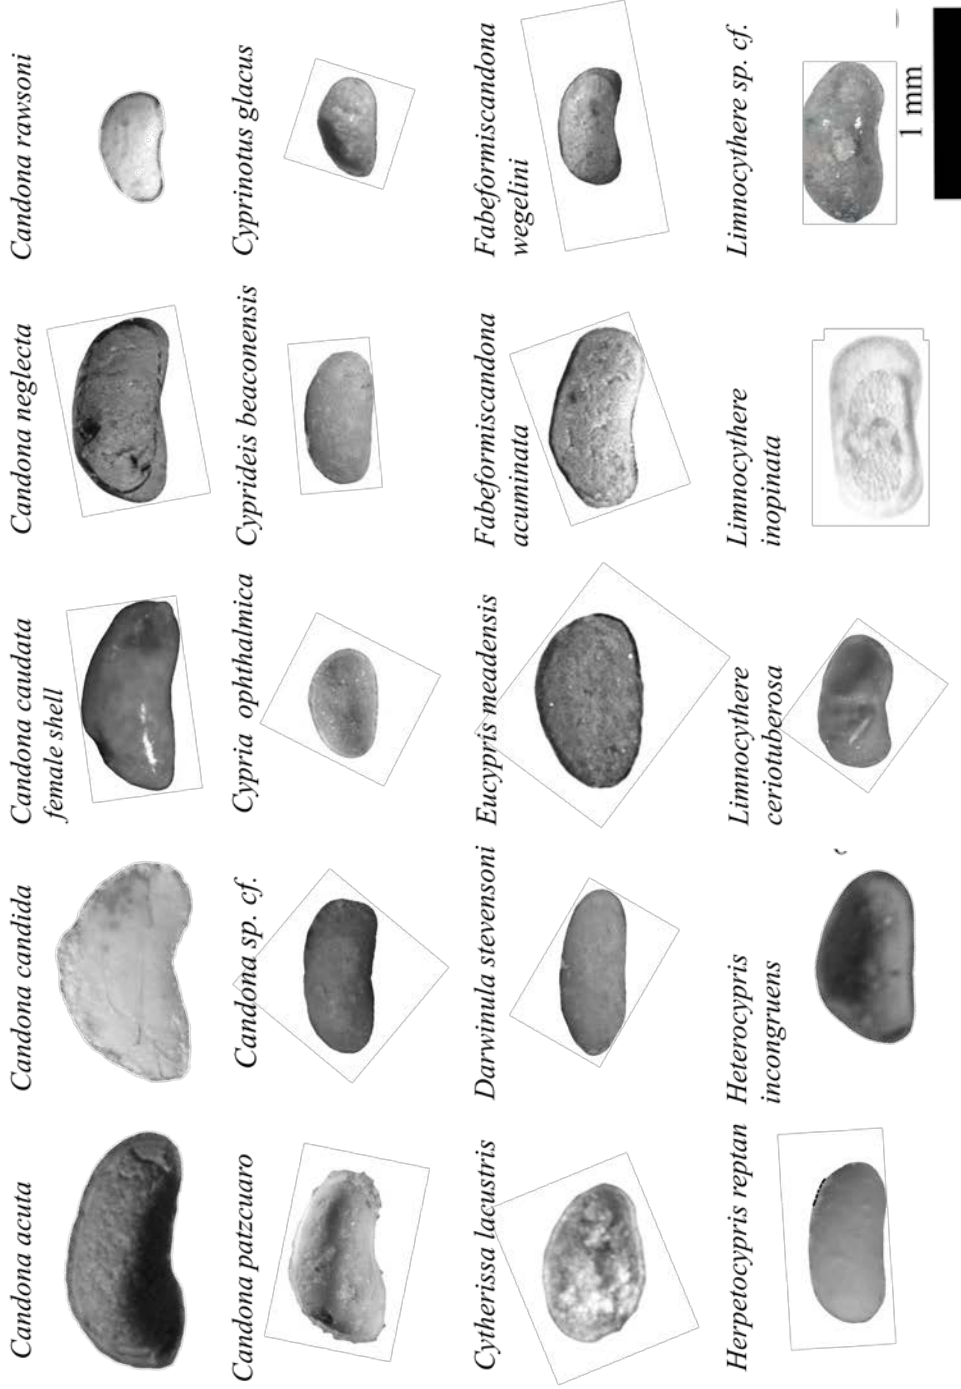 Candona acuta
Candona candida
Candona caudata
female shell
Candona neglecta
Candona rawsoni
Candona patzcuaro
Candona sp. cf.
Cypria ophthalmica
Cyprideis beaconensis
Cyprinotus glacus
Cytherissa lacustris
Darwinula stevensoni
Eucypris meadensis
Fabeformiscandona
acuminata
Fabeformiscandona
wegelini
Herpetocypris reptan
Heterocypris
incongruens
Limnocythere
ceriotuberosa
Limnocythere
inopinata
Limnocythere sp. cf.
1 mm